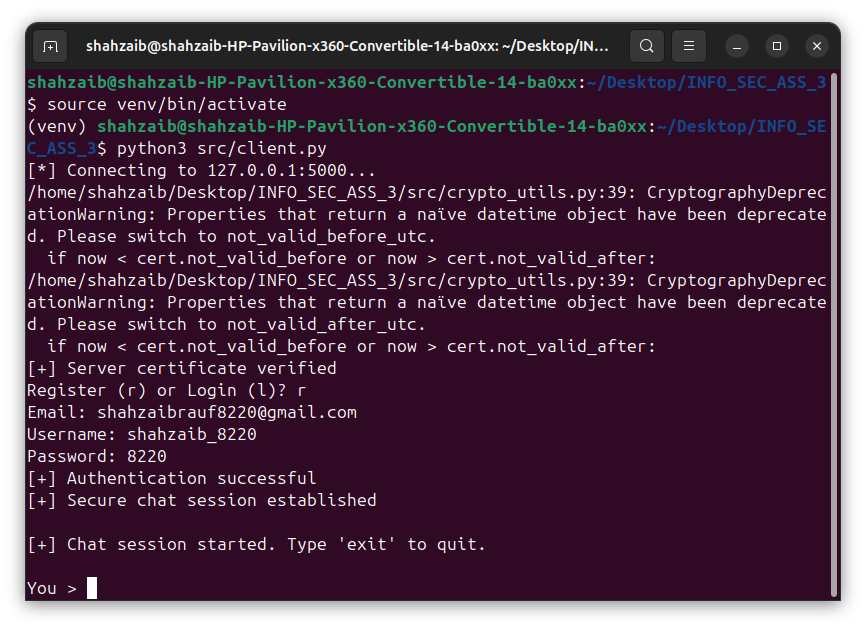 shahzaib@shahzaib-HP-Pavilion-x360-Convertible-14-ba0xx: ~/Desktop/IN...
shahzaib@shahzaib-HP-Pavilion-x360-Convertible-14-ba0xx:~/Desktop/INFO_SEC_ASS_3
$ source venv/bin/activate
(venv) shahzaib@shahzaib-HP-Pavilion-x360-Convertible-14-ba0xx:~/Desktop/INFO_SE
C_ASS_3$ python3 src/client.py
[*] Connecting to 127.0.0.1:5000...
/home/shahzaib/Desktop/INFO_SEC_ASS_3/src/crypto_utils.py:39: CryptographyDeprec
ationWarning: Properties that return a naïve datetime object have been deprecate
d. Please switch to not_valid_before_utc.
  if now < cert.not_valid_before or now > cert.not_valid_after:
/home/shahzaib/Desktop/INFO_SEC_ASS_3/src/crypto_utils.py:39: CryptographyDeprec
ationWarning: Properties that return a naïve datetime object have been deprecate
d. Please switch to not_valid_after_utc.
  if now < cert.not_valid_before or now > cert.not_valid_after:
[+] Server certificate verified
Register (r) or Login (l)? r
Email: shahzaibrauf8220@gmail.com
Username: shahzaib_8220
Password: 8220
[+] Authentication successful
[+] Secure chat session established

[+] Chat session started. Type 'exit' to quit.

You >